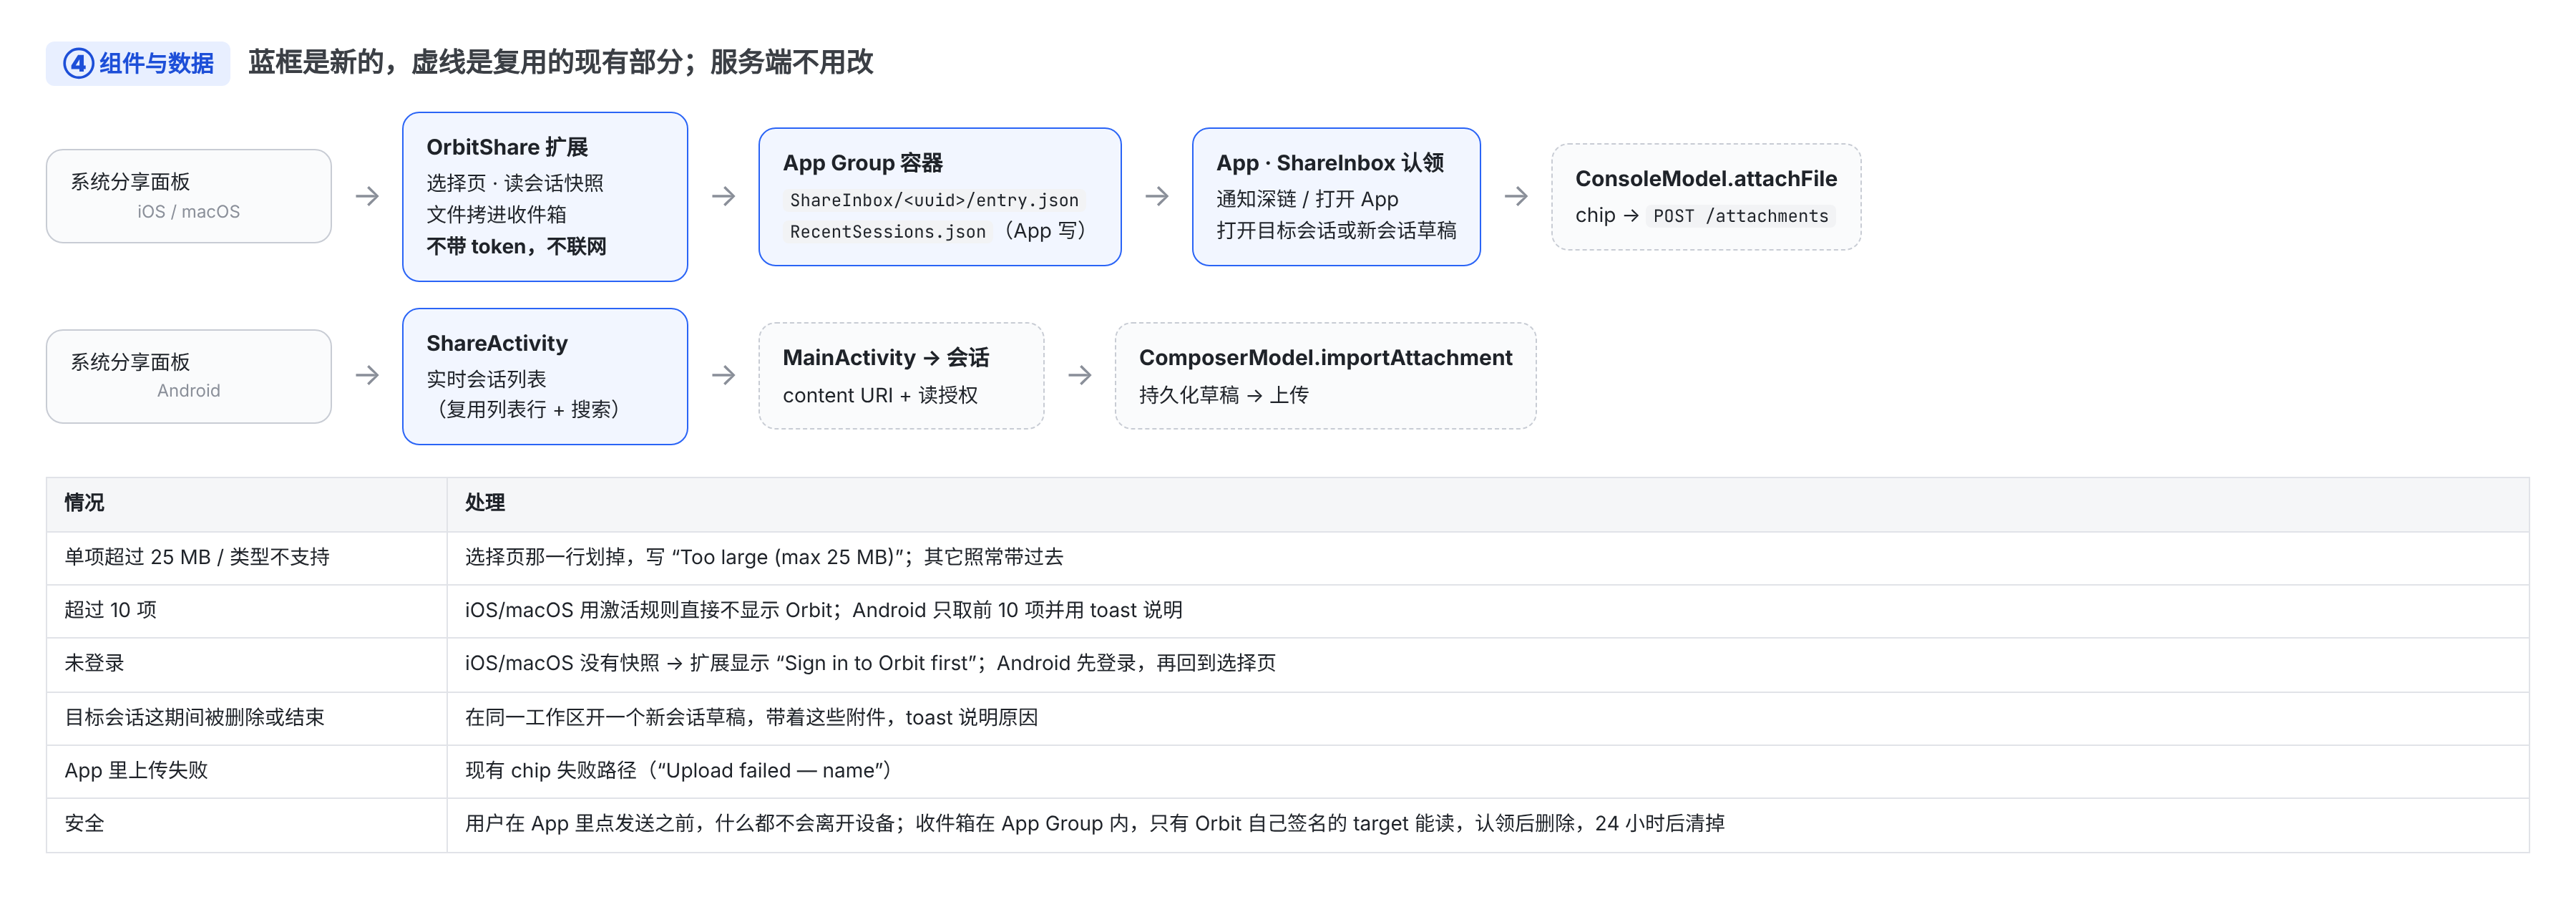 ④ 组件与数据 蓝框是新的，虚线是复用的现有部分；服务端不用改
系统分享面板
iOS / macOS
→
OrbitShare 扩展
选择页 · 读会话快照
文件拷进收件箱
不带 token，不联网
→
App Group 容器
ShareInbox/<uuid>/entry.json
RecentSessions.json（App 写）
→
App · ShareInbox 认领
通知深链 / 打开 App
打开目标会话或新会话草稿
→
ConsoleModel.attachFile
chip → POST /attachments
系统分享面板
Android
→
ShareActivity
实时会话列表
（复用列表行 + 搜索）
→
MainActivity → 会话
content URI + 读授权
→
ComposerModel.importAttachment
持久化草稿 → 上传
情况 处理
单项超过 25 MB / 类型不支持 选择页那一行划掉，写 “Too large (max 25 MB)”；其它照常带过去
超过 10 项 iOS/macOS 用激活规则直接不显示 Orbit；Android 只取前 10 项并用 toast 说明
未登录 iOS/macOS 没有快照 → 扩展显示 “Sign in to Orbit first”；Android 先登录，再回到选择页
目标会话这期间被删除或结束 在同一工作区开一个新会话草稿，带着这些附件，toast 说明原因
App 里上传失败 现有 chip 失败路径（“Upload failed — name”）
安全 用户在 App 里点发送之前，什么都不会离开设备；收件箱在 App Group 内，只有 Orbit 自己签名的 target 能读，认领后删除，24 小时后清掉